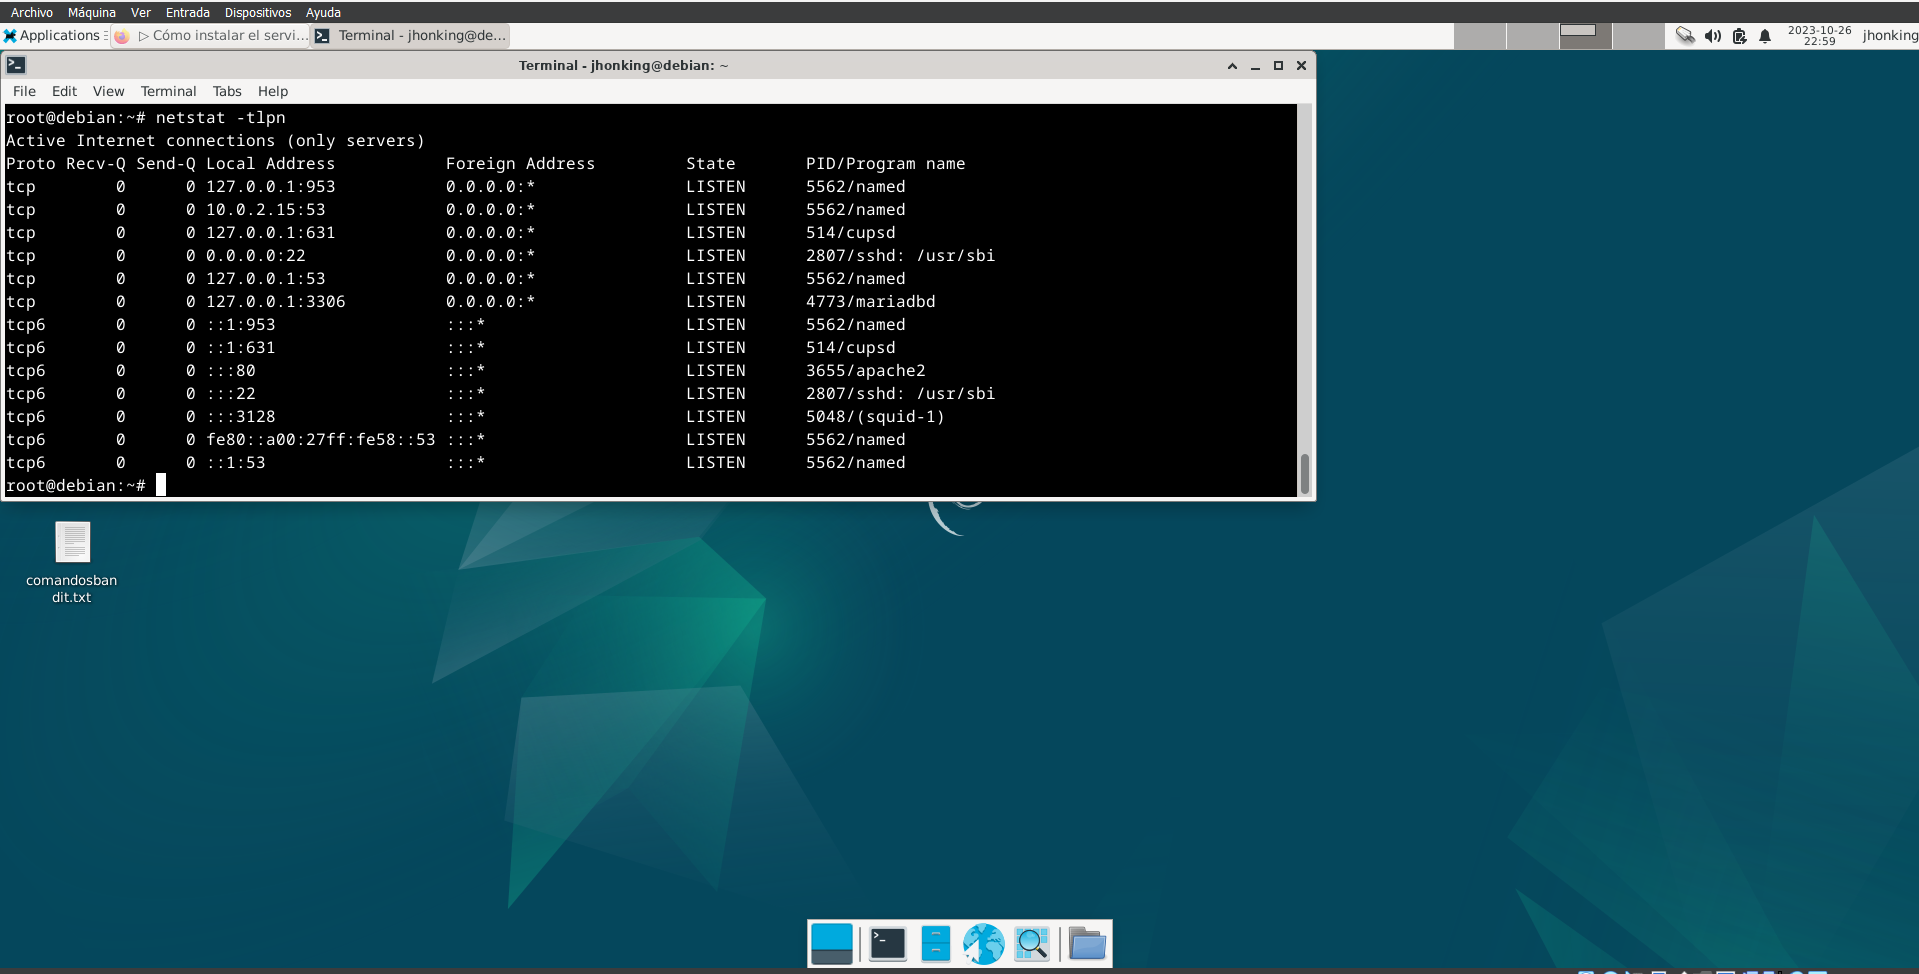 Archivo Máquina Ver Entrada Dispositivos Ayuda
Applications ▷ Cómo instalar el servi... Terminal - jhonking@de... 2023-10-26 jhonking
22:59
Terminal - jhonking@debian: ~
File Edit View Terminal Tabs Help
root@debian:~# netstat -tlpn
Active Internet connections (only servers)
Proto Recv-Q Send-Q Local Address Foreign Address State PID/Program name
tcp 0 0 127.0.0.1:953 0.0.0.0:* LISTEN 5562/named
tcp 0 0 10.0.2.15:53 0.0.0.0:* LISTEN 5562/named
tcp 0 0 127.0.0.1:631 0.0.0.0:* LISTEN 514/cupsd
tcp 0 0 0.0.0.0:22 0.0.0.0:* LISTEN 2807/sshd: /usr/sbi
tcp 0 0 127.0.0.1:53 0.0.0.0:* LISTEN 5562/named
tcp 0 0 127.0.0.1:3306 0.0.0.0:* LISTEN 4773/mariadbd
tcp6 0 0 ::1:953 :::* LISTEN 5562/named
tcp6 0 0 ::1:631 :::* LISTEN 514/cupsd
tcp6 0 0 :::80 :::* LISTEN 3655/apache2
tcp6 0 0 :::22 :::* LISTEN 2807/sshd: /usr/sbi
tcp6 0 0 :::3128 :::* LISTEN 5048/(squid-1)
tcp6 0 0 fe80::a00:27ff:fe58::53 :::* LISTEN 5562/named
tcp6 0 0 ::1:53 :::* LISTEN 5562/named
root@debian:~#
comandosban
dit.txt